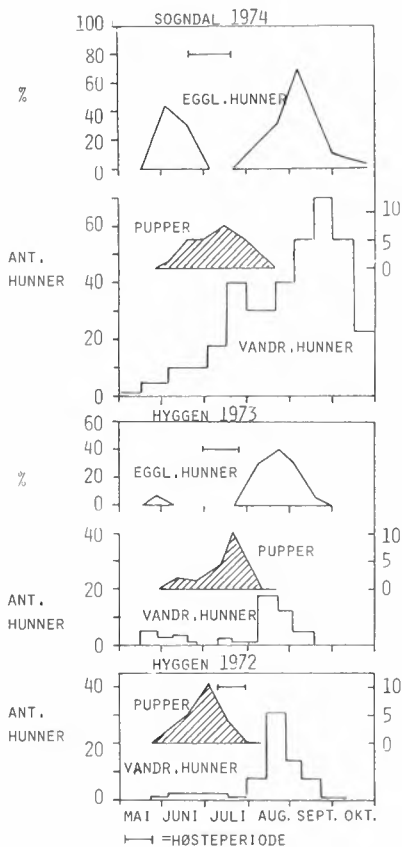 SOGNDAL 1974
100
80
60
40
20
0
%
EGGL.HUNNER
60
40
20
0
ANT.
HUNNER
PUPPER
10
5
0
VANDR.HUNNER
HYGGEN 1973
60
40
20
0
%
EGGL.HUNNER
40
20
0
ANT.
HUNNER
PUPPER
10
5
0
VANDR.HUNNER
HYGGEN 1972
40
20
0
ANT.
HUNNER
PUPPER
10
5
0
VANDR.HUNNER
MAI JUNI JULI AUG. SEPT. OKT.
=HØSTEPERIODE